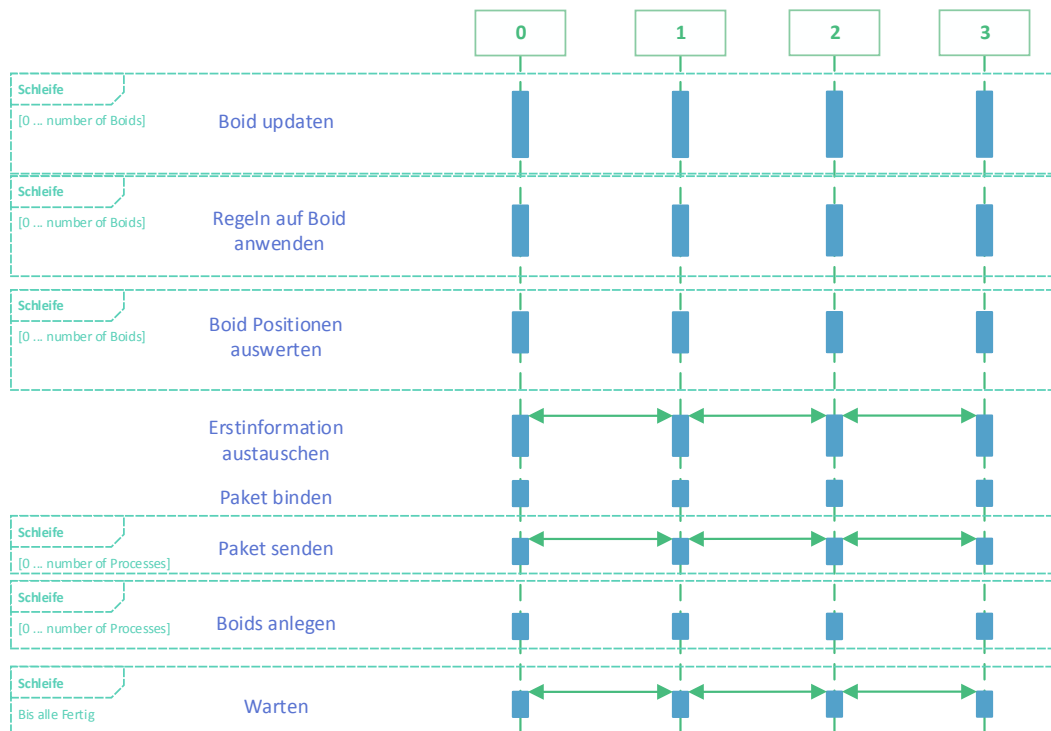 0 1 2 3
Schleife
[0 ... number of Boids]
Boid updaten
Schleife
[0 ... number of Boids]
Regeln auf Boid
anwenden
Schleife
[0 ... number of Boids]
Boid Positionen
auswerten
Erstinformation
austauschen
Paket binden
Schleife
[0 ... number of Processes]
Paket senden
Schleife
[0 ... number of Processes]
Boids anlegen
Schleife
Bis alle Fertig
Warten